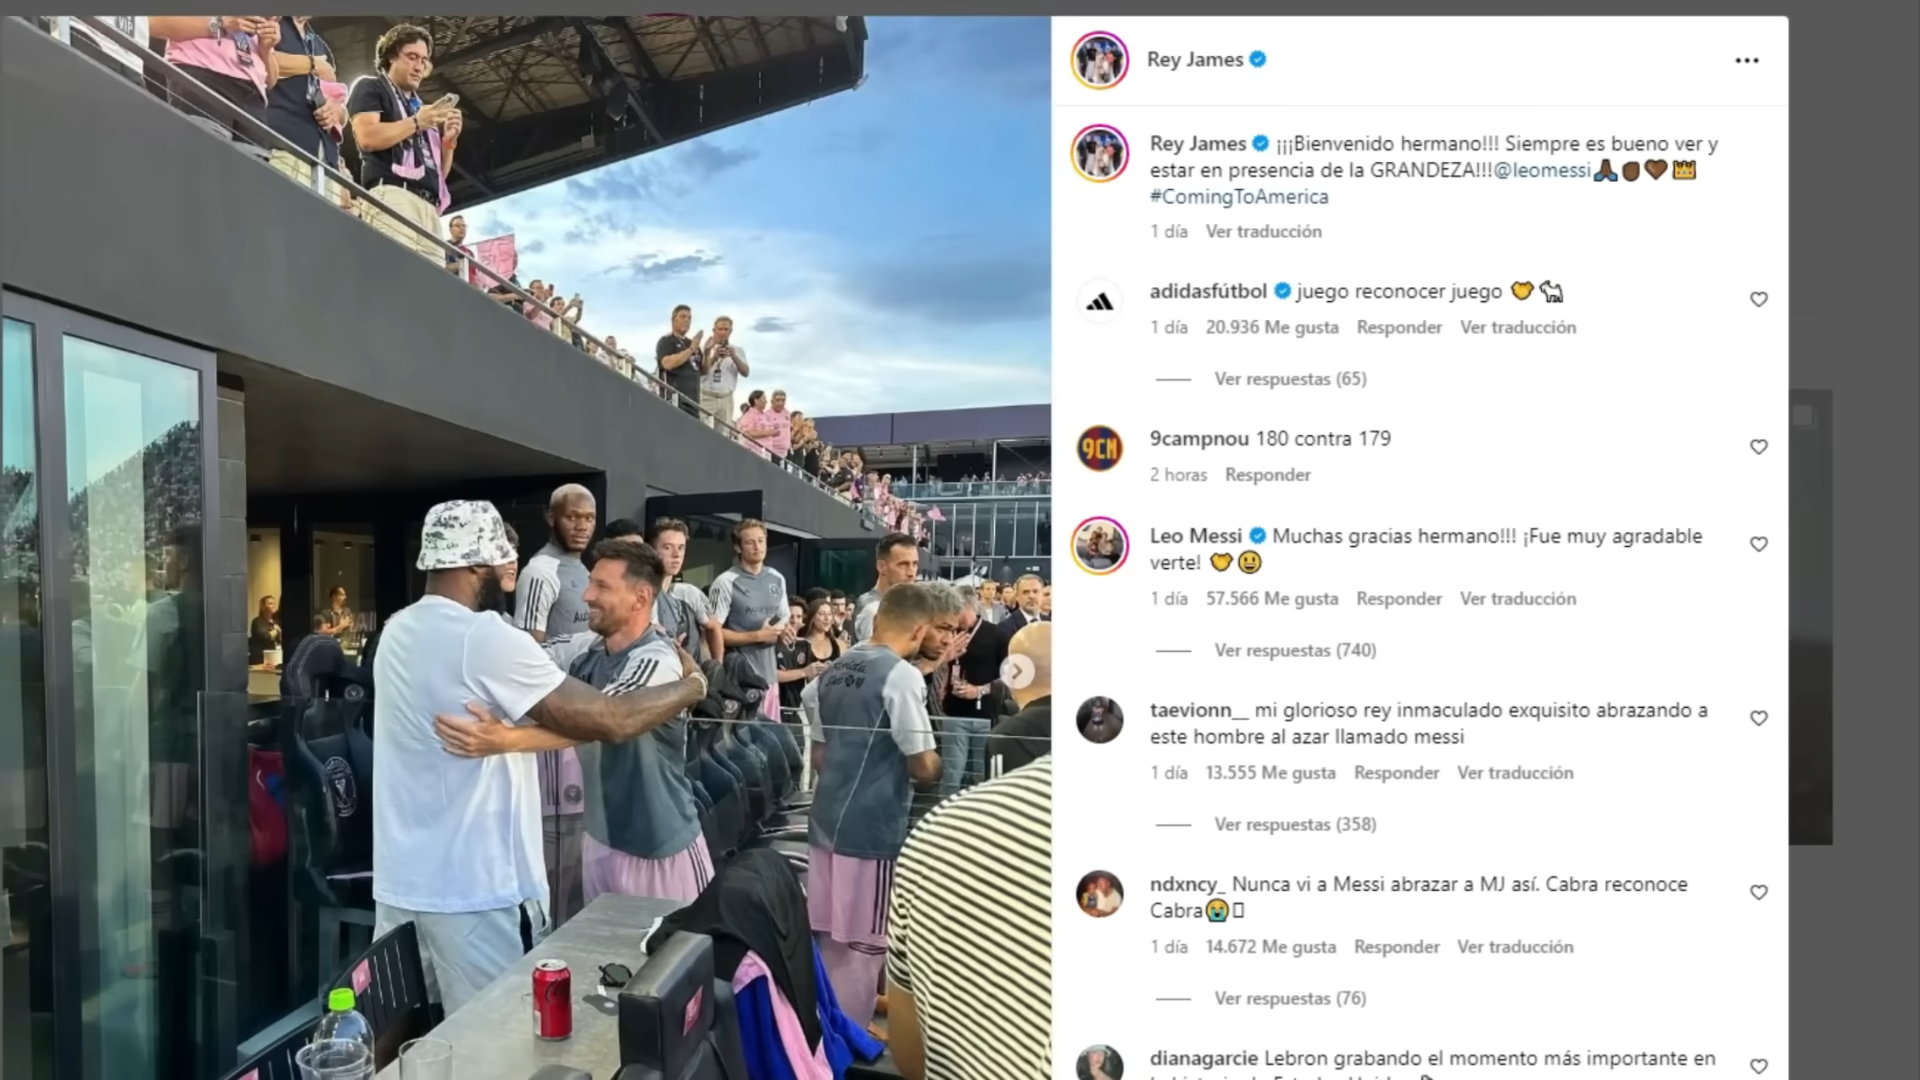 Rey James
Rey James ¡¡¡Bienvenido hermano!!! Siempre es bueno ver y
estar en presencia de la GRANDEZA!!!@leomessi🙏🏾✊🏾🤎👑
#ComingToAmerica
1 día Ver traducción
adidasfútbol juego reconocer juego 🤝🐐
1 día 20.936 Me gusta Responder Ver traducción
Ver respuestas (65)
9CN
9campnou 180 contra 179
2 horas Responder
Leo Messi Muchas gracias hermano!!! ¡Fue muy agradable
verte! 🤝😃
1 día 57.566 Me gusta Responder Ver traducción
Ver respuestas (740)
taevionn__ mi glorioso rey inmaculado exquisito abrazando a
este hombre al azar llamado messi
1 día 13.555 Me gusta Responder Ver traducción
Ver respuestas (358)
ndxncy_ Nunca vi a Messi abrazar a MJ así. Cabra reconoce
Cabra😭
1 día 14.672 Me gusta Responder Ver traducción
Ver respuestas (76)
dianagarcie Lebron grabando el momento más importante en